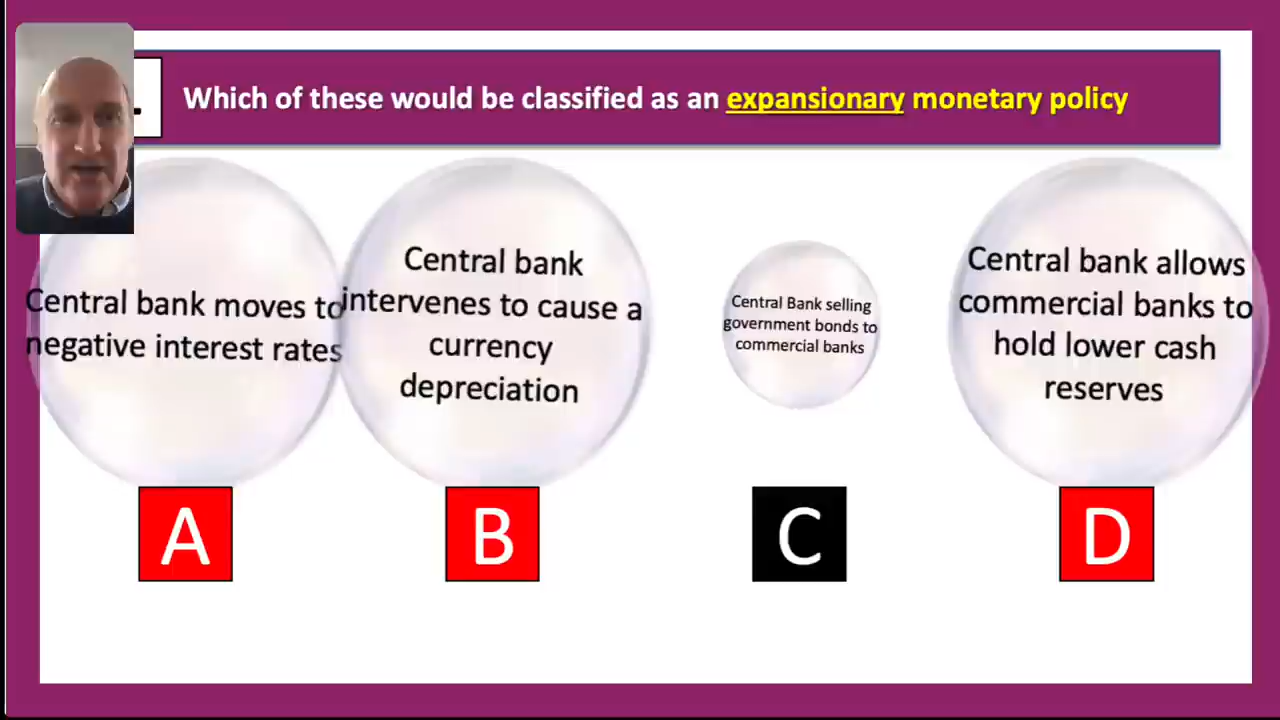 Which of these would be classified as an expansionary monetary policy
Central bank moves to
negative interest rates
Central bank
intervenes to cause a
currency
depreciation
Central Bank selling
government bonds to
commercial banks
Central bank allows
commercial banks to
hold lower cash
reserves
A
B
C
D